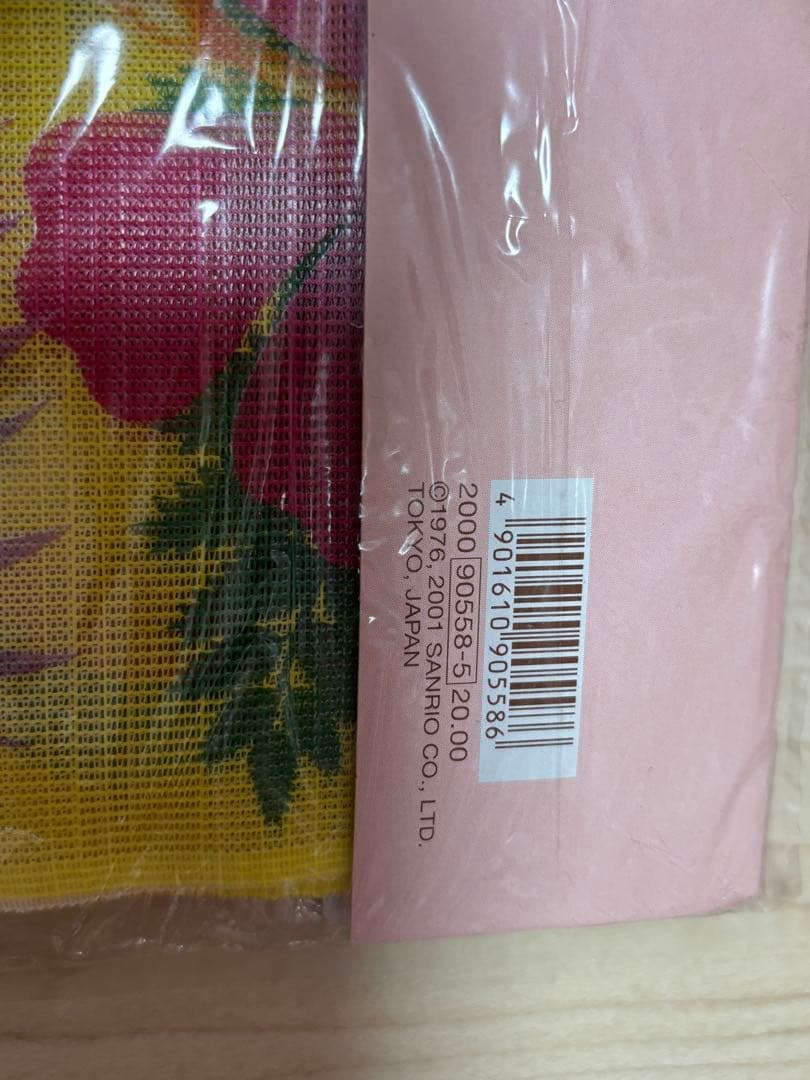 4 901610 905586
2000 90558-5 20.00
©1976, 2001 SANRIO CO., LTD.
TOKYO, JAPAN